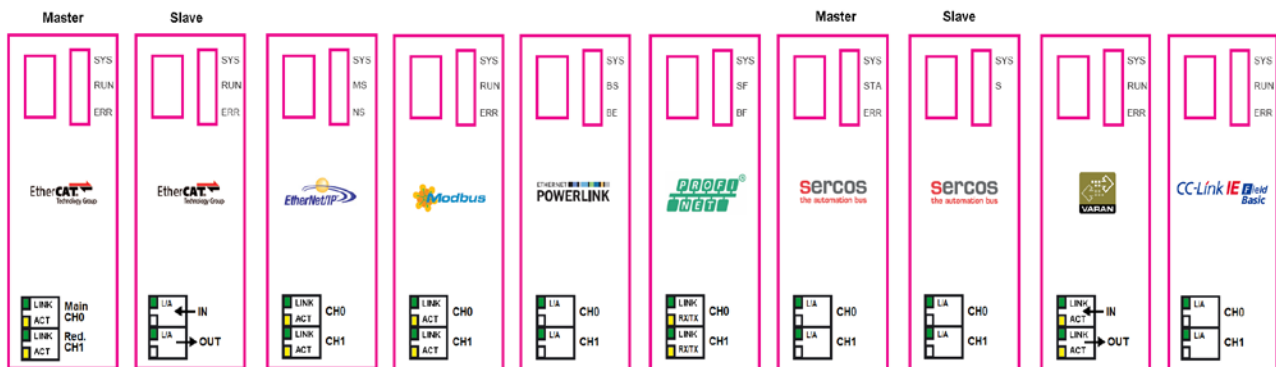 Master
SYS
RUN
ERR
EtherCAT
Technology Group
LINK
ACT
LINK
ACT
Main
CH0
Red.
CH1
Slave
SYS
RUN
ERR
EtherCAT
Technology Group
L/A
IN
L/A
OUT
SYS
MS
NS
EtherNet/IP
LINK
ACT
CH0
LINK
ACT
CH1
SYS
RUN
ERR
Modbus
LINK
ACT
CH0
LINK
ACT
CH1
SYS
BS
BE
ETHERNET
POWERLINK
L/A
CH0
L/A
CH1
SYS
SF
BF
PROFI
NET
LINK
RX/TX
CH0
LINK
RX/TX
CH1
Master
SYS
STA
ERR
sercos
the automation bus
L/A
CH0
L/A
CH1
Slave
SYS
S
sercos
the automation bus
L/A
CH0
L/A
CH1
SYS
RUN
ERR
VARAN
LINK
ACT
IN
LINK
ACT
OUT
SYS
RUN
ERR
CC-Link IE Field
Basic
L/A
CH0
L/A
CH1